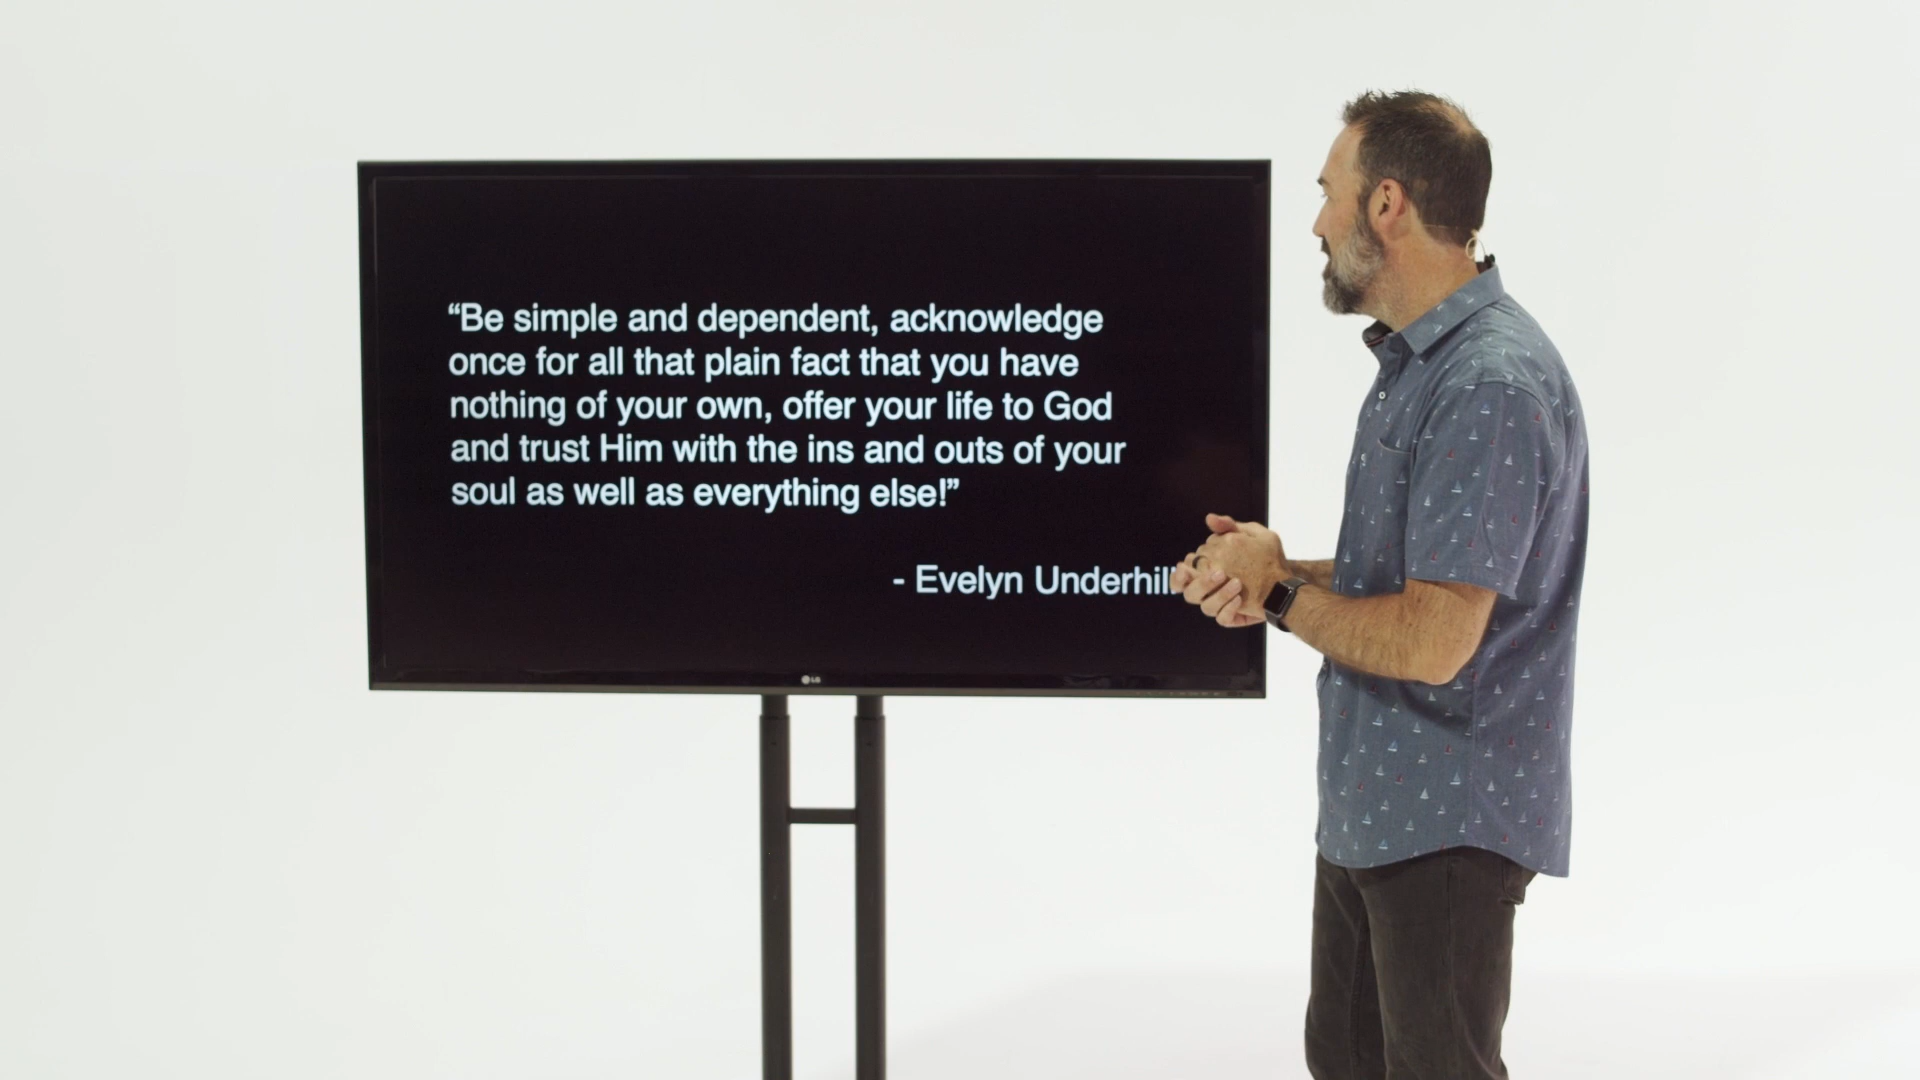 “Be simple and dependent, acknowledge
once for all that plain fact that you have
nothing of your own, offer your life to God
and trust Him with the ins and outs of your
soul as well as everything else!”
- Evelyn Underhill
LG